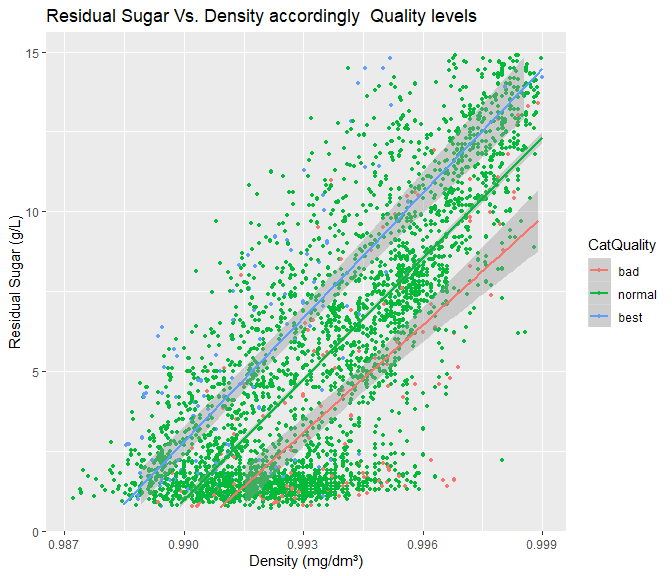 Residual Sugar Vs. Density accordingly  Quality levels
15
10
5
0
Residual Sugar (g/L)
0.987 0.990 0.993 0.996 0.999
Density (mg/dm³)
CatQuality
bad
normal
best